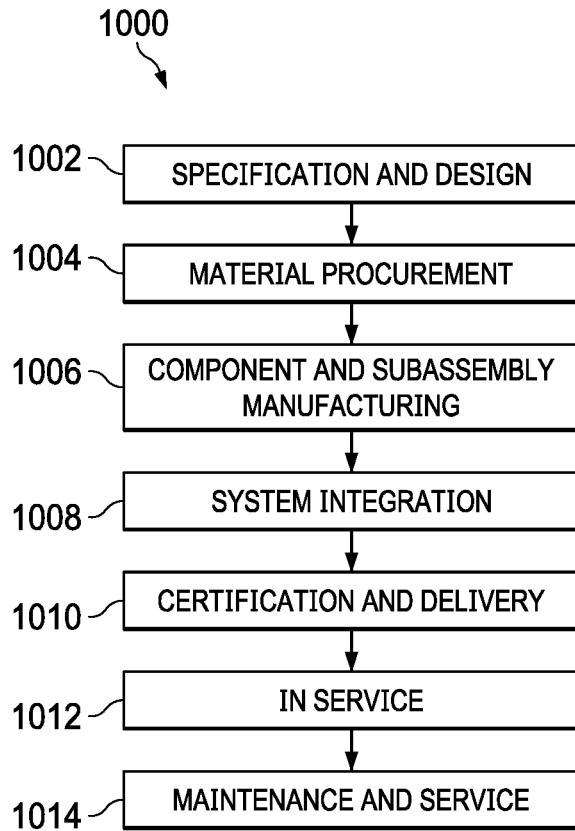 1000
1002
SPECIFICATION AND DESIGN
1004
MATERIAL PROCUREMENT
1006
COMPONENT AND SUBASSEMBLY
MANUFACTURING
1008
SYSTEM INTEGRATION
1010
CERTIFICATION AND DELIVERY
1012
IN SERVICE
1014
MAINTENANCE AND SERVICE